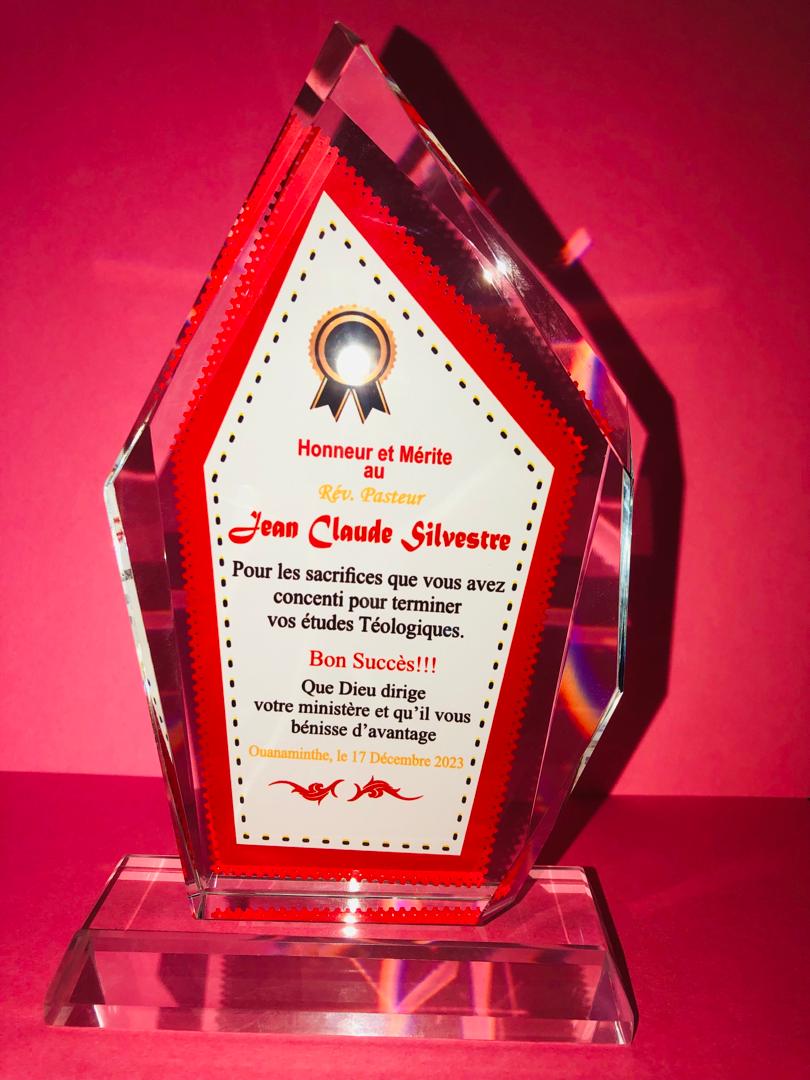 Honneur et Mérite
au
Rév. Pasteur
Jean Claude Silvestre
Pour les sacrifices que vous avez
concenti pour terminer
vos études Téologiques.
Bon Succès!!!
Que Dieu dirige
votre ministère et qu'il vous
bénisse d'avantage
Ouanaminthe, le 17 Décembre 2023